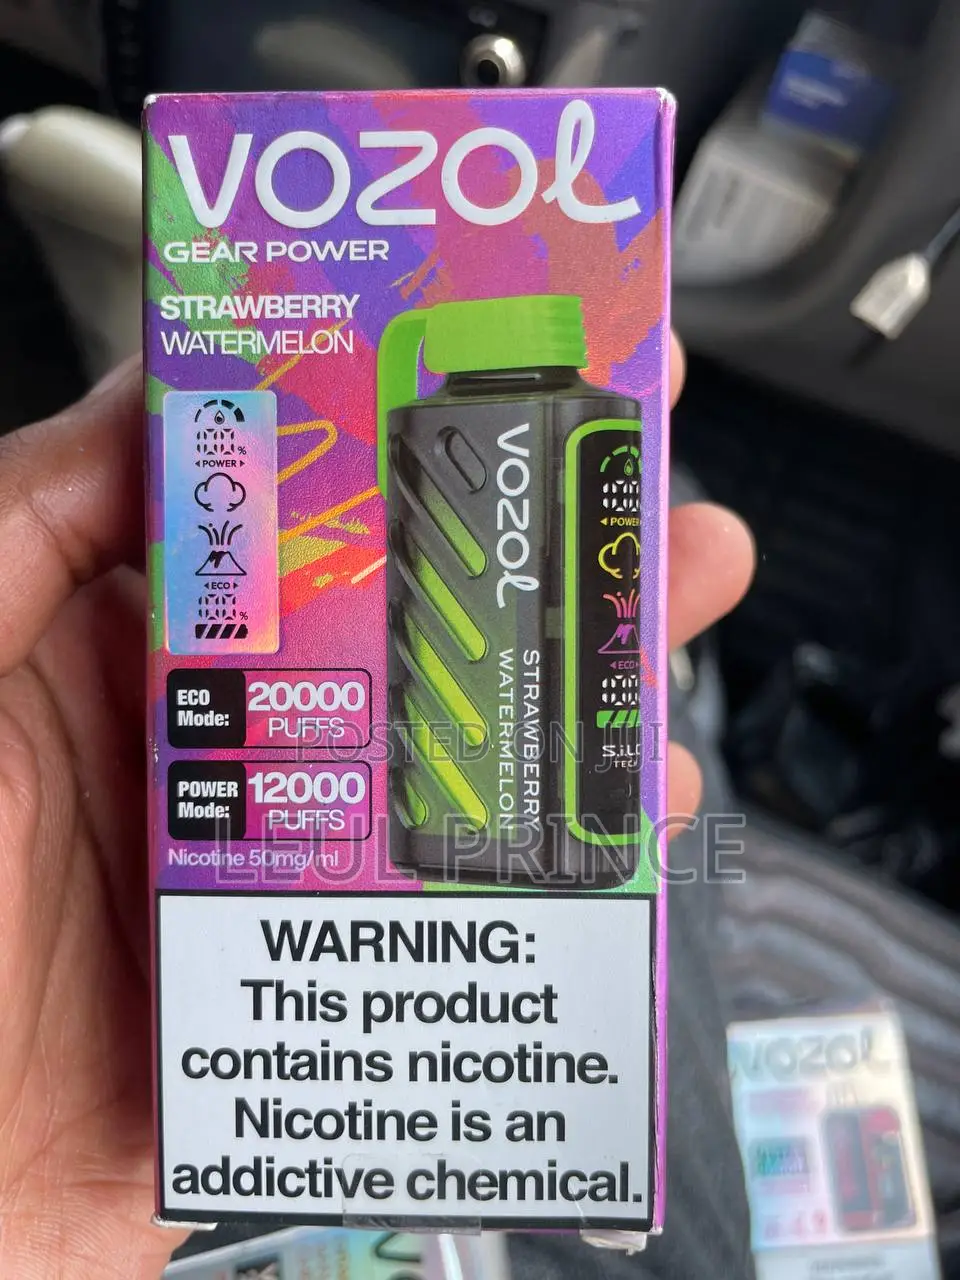 VOZOL
GEAR POWER
STRAWBERRY
WATERMELON
%
◀POWER▶
◀ECO▶
%
ECO
Mode:
20000
PUFFS
POWER
Mode:
12000
PUFFS
Nicotine 50mg/ml
VOZOL
STRAWBERRY
WATERMELON
◀POWER
◀ECO
POSTED ON JIJI
LEUL PRINCE
WARNING:
This product
contains nicotine.
Nicotine is an
addictive chemical.
VOZOL